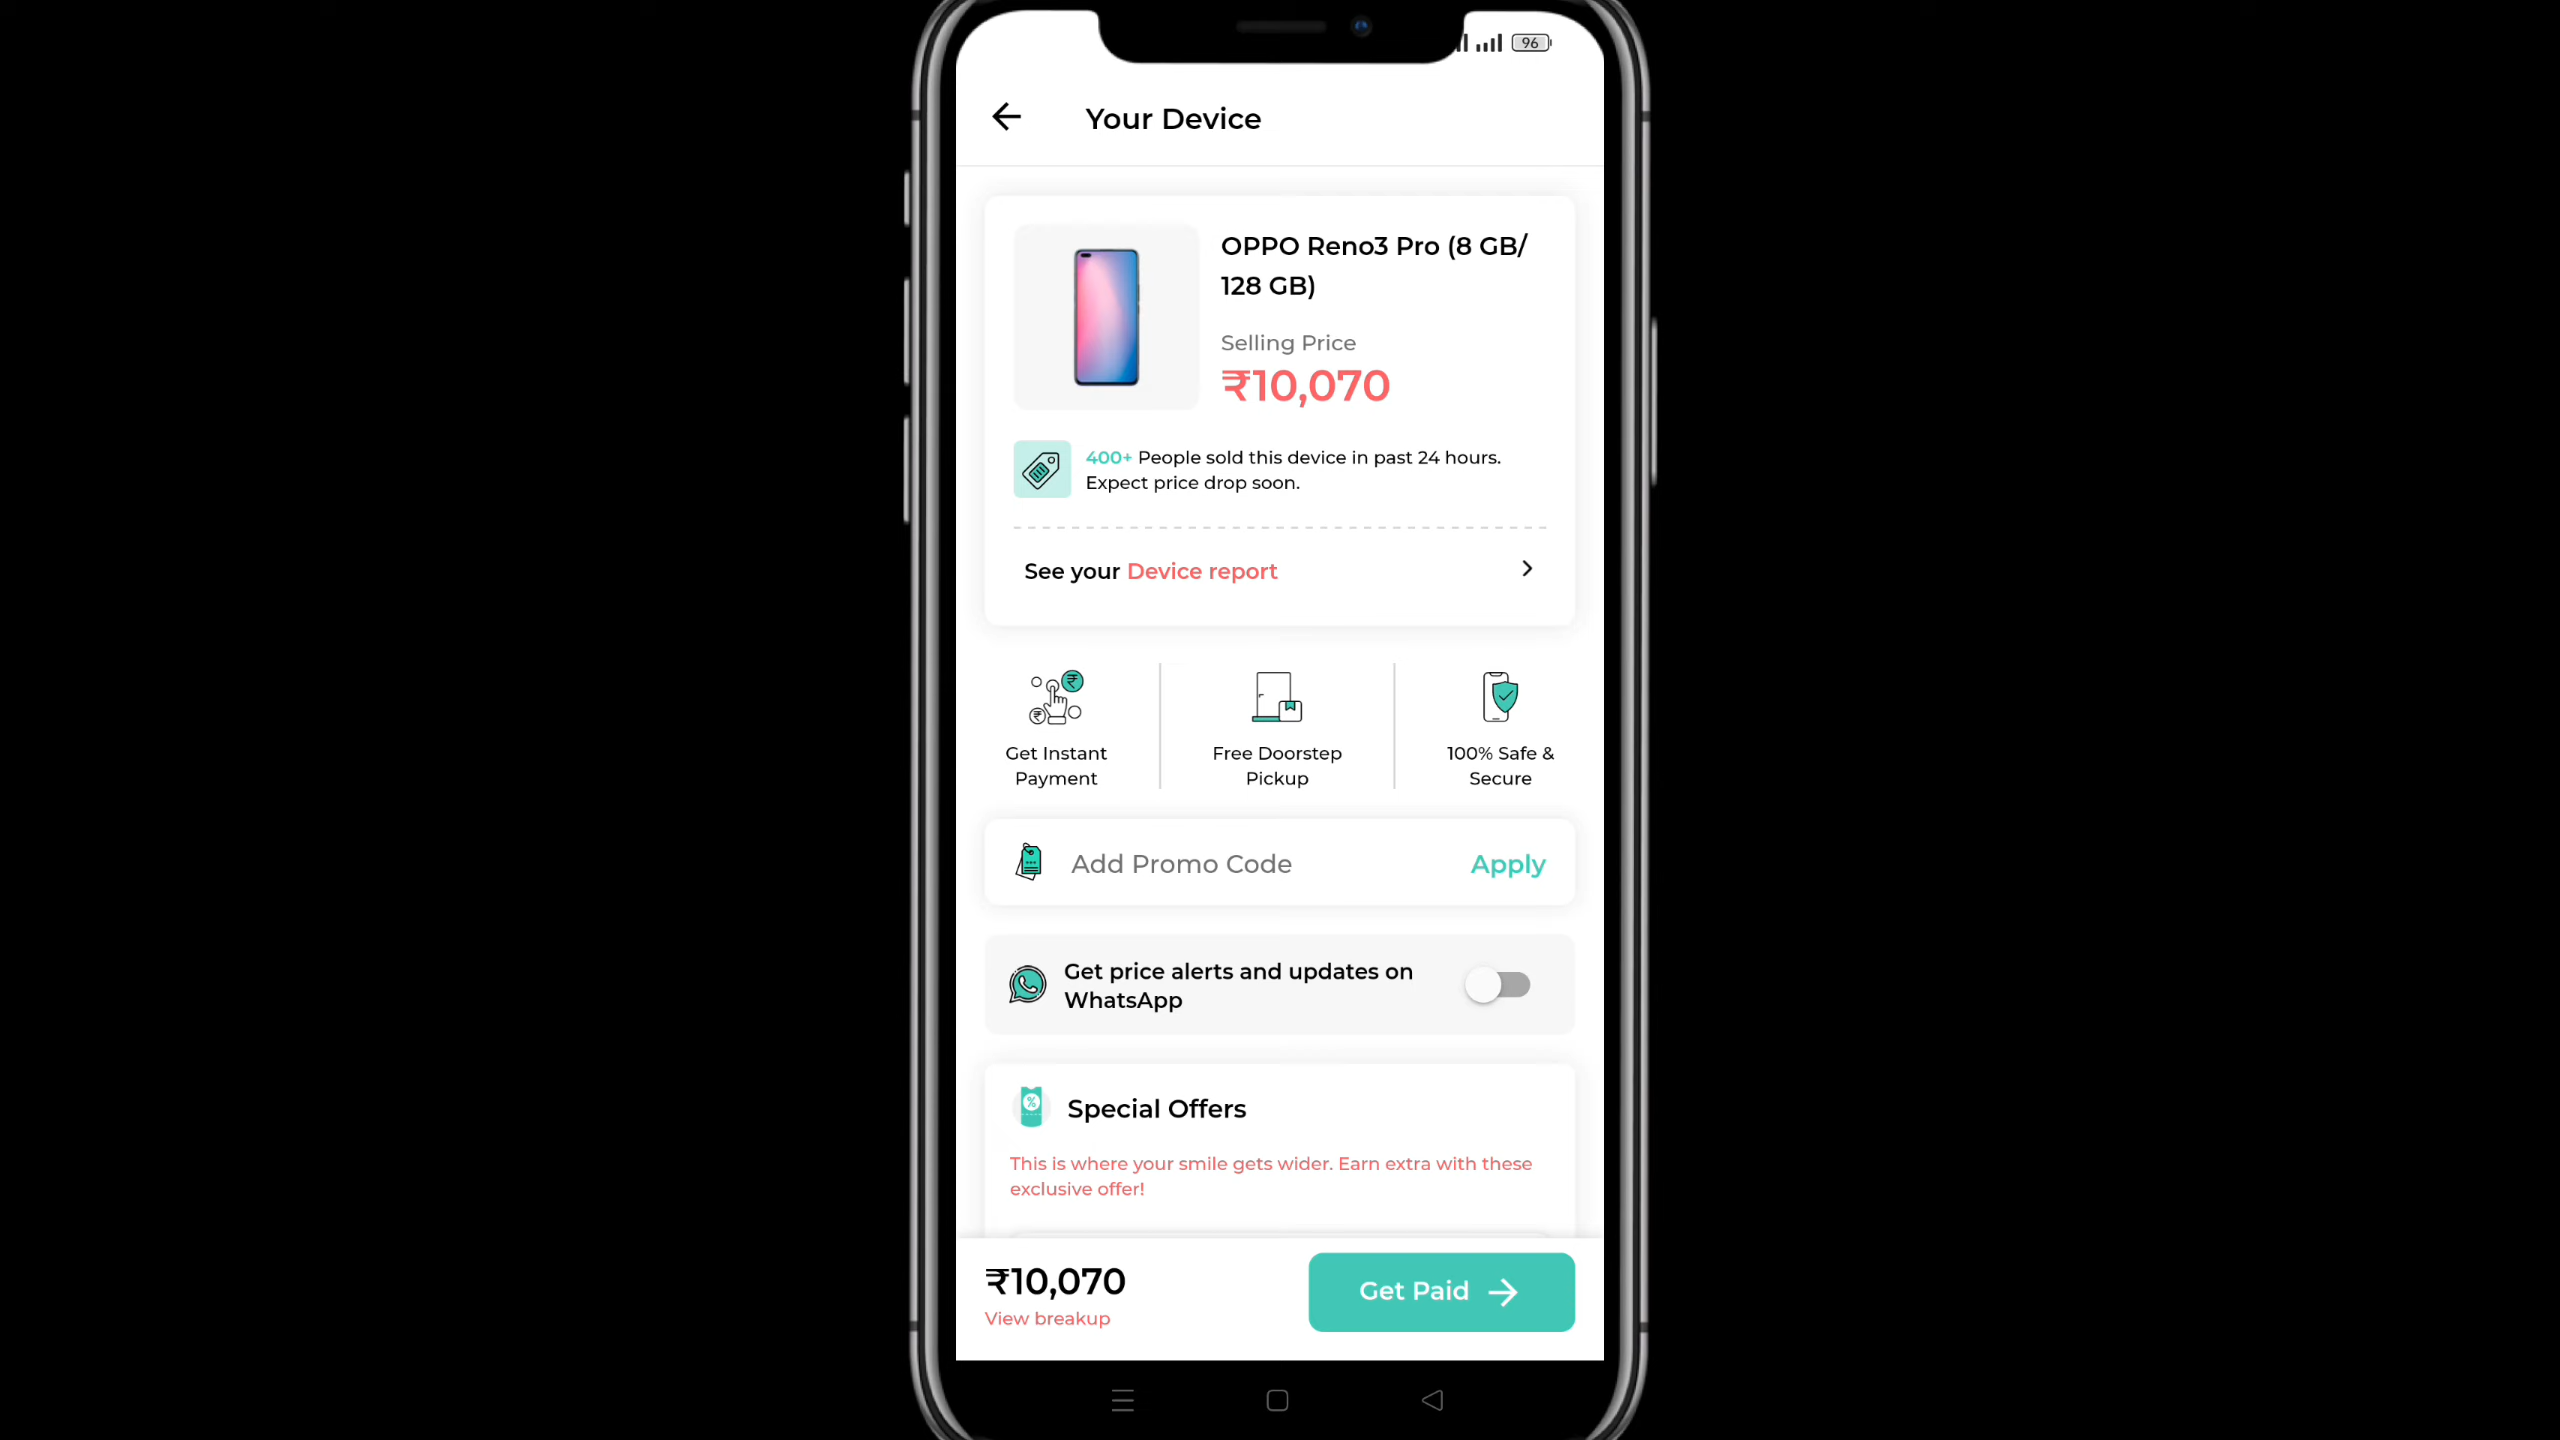 96
Your Device
OPPO Reno3 Pro (8 GB/
128 GB)
Selling Price
₹10,070
400+ People sold this device in past 24 hours.
Expect price drop soon.
See your Device report
Get Instant
Payment
Free Doorstep
Pickup
100% Safe &
Secure
Add Promo Code
Apply
Get price alerts and updates on
WhatsApp
Special Offers
This is where your smile gets wider. Earn extra with these
exclusive offer!
₹10,070
View breakup
Get Paid